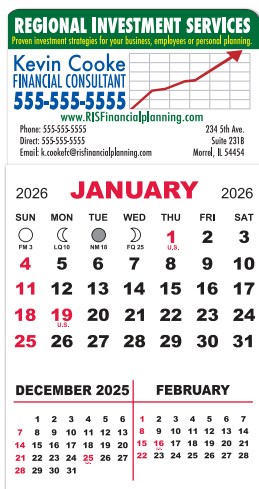 REGIONAL INVESTMENT SERVICES
Proven investment strategies for your business, employees or personal planning.
Kevin Cooke
FINANCIAL CONSULTANT
555-555-5555
www.RISFinancialplanning.com
Phone: 555-555-5555 234 5th Ave.
Direct: 555-555-5555 Suite 231B
Email: k.cookefc@risfinancialplanning.com Morrel, IL 54454
2026 JANUARY 2026
SUN MON TUE WED THU FRI SAT
1 2 3
FM 3 LQ 10 NM 18 FQ 25 U.S.
4 5 6 7 8 9 10
11 12 13 14 15 16 17
18 19 20 21 22 23 24
U.S.
25 26 27 28 29 30 31
DECEMBER 2025
1 2 3 4 5 6
7 8 9 10 11 12 13
14 15 16 17 18 19 20
21 22 23 24 25 26 27
28 29 30 31
FEBRUARY
1 2 3 4 5 6 7
8 9 10 11 12 13 14
15 16 17 18 19 20 21
22 23 24 25 26 27 28